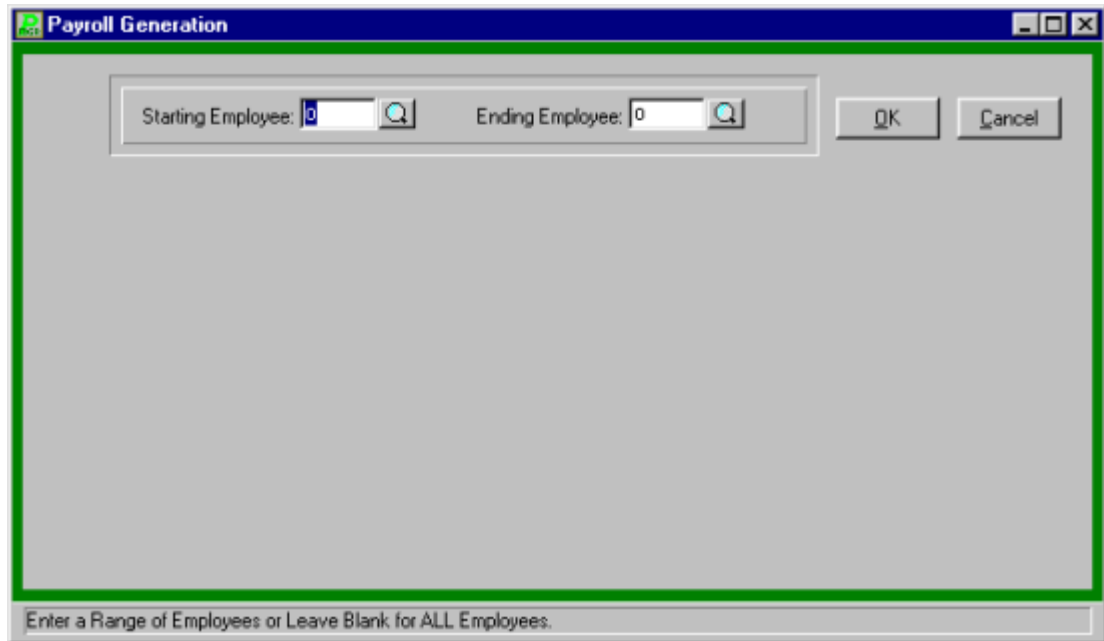 Payroll Generation
Starting Employee: 0 Ending Employee: 0 OK Cancel
Enter a Range of Employees or Leave Blank for ALL Employees.